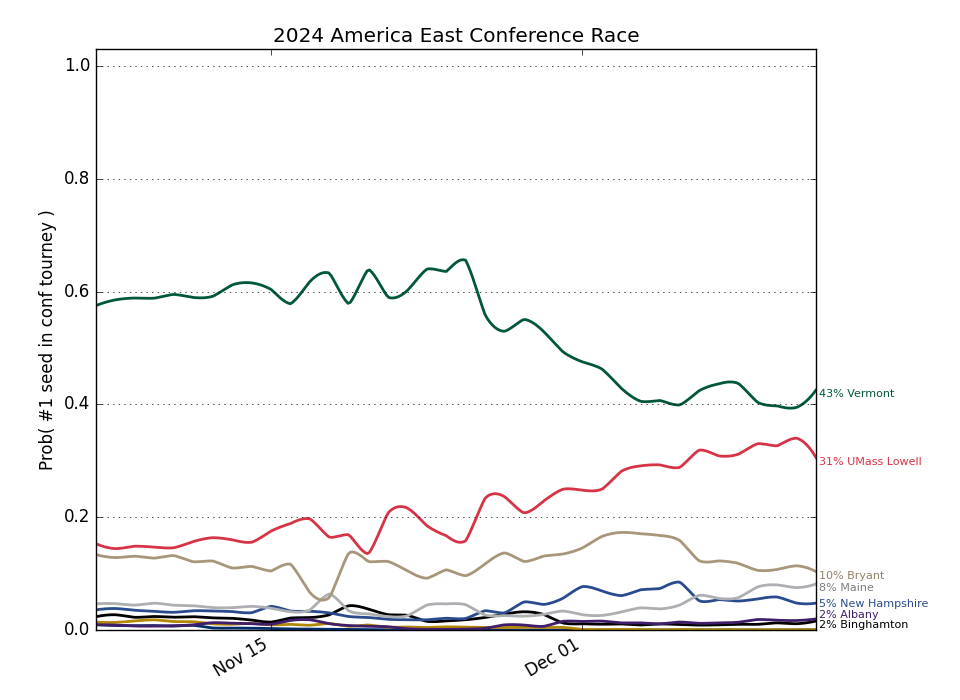 2024 America East Conference Race
Prob( #1 seed in conf tourney )
1.0
0.8
0.6
0.4
0.2
0.0
43% Vermont
31% UMass Lowell
10% Bryant
8% Maine
5% New Hampshire
2% Albany
2% Binghamton
Nov 15
Dec 01